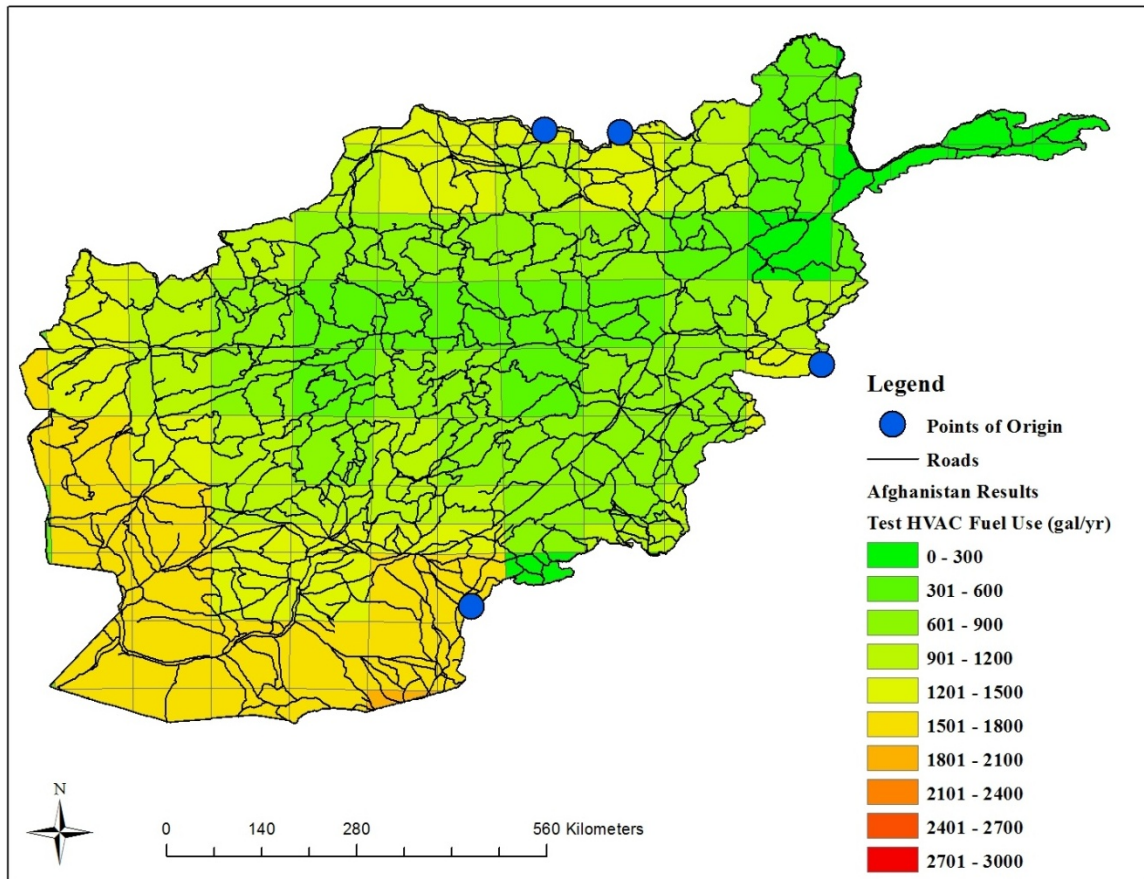 Legend
Points of Origin
Roads
Afghanistan Results
Test HVAC Fuel Use (gal/yr)
0 - 300
301 - 600
601 - 900
901 - 1200
1201 - 1500
1501 - 1800
1801 - 2100
2101 - 2400
2401 - 2700
2701 - 3000
N
0 140 280 560 Kilometers